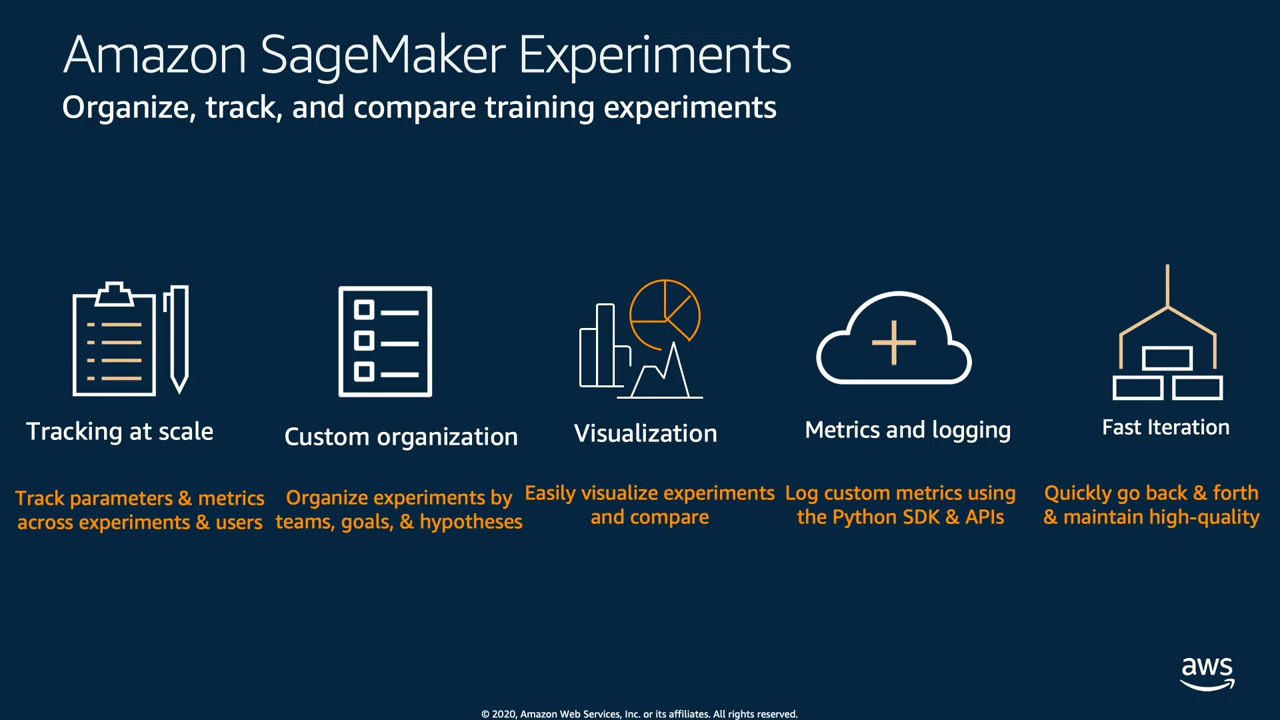 Amazon SageMaker Experiments
Organize, track, and compare training experiments
Tracking at scale
Track parameters & metrics
across experiments & users
Custom organization
Organize experiments by
teams, goals, & hypotheses
Visualization
Easily visualize experiments
and compare
Metrics and logging
Log custom metrics using
the Python SDK & APIs
Fast Iteration
Quickly go back & forth
& maintain high-quality
aws
© 2020, Amazon Web Services, Inc. or its affiliates. All rights reserved.